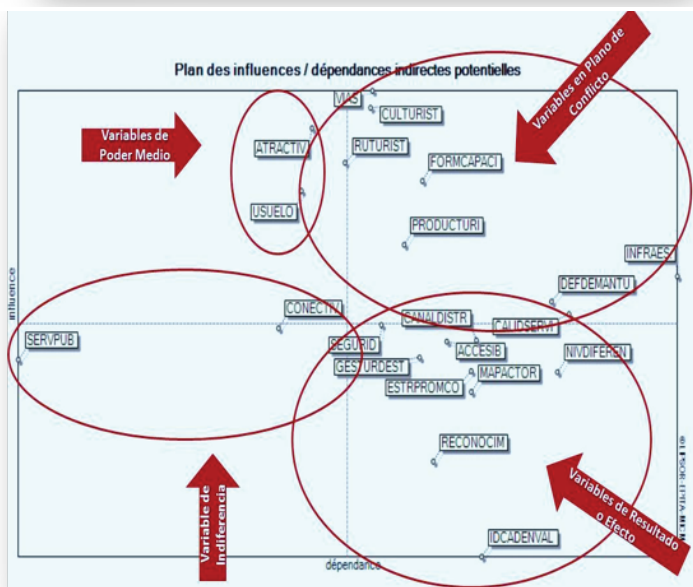 Plan des influences / dépendances indirectes potentielles
Variables en Plano de
Conflicto
Variables de
Poder Medio
VIAS
CULTURIST
ATRACTIV
RUTURIST
FORMCAPACI
USUELO
PRODUCTURI
INFRAES
DEFDEMANTU
influence
CONECTIV
CANALDISTR
CALIDSERVI
SERVPUB
SEGURID
ACCESIB
NIVDIFEREN
GESTURDEST
MAPACTOR
ESTRPROMCO
RECONOCIM
Variable de
Indiferencia
Variables de Resultado
o Efecto
IDCADENVAL
dépendance